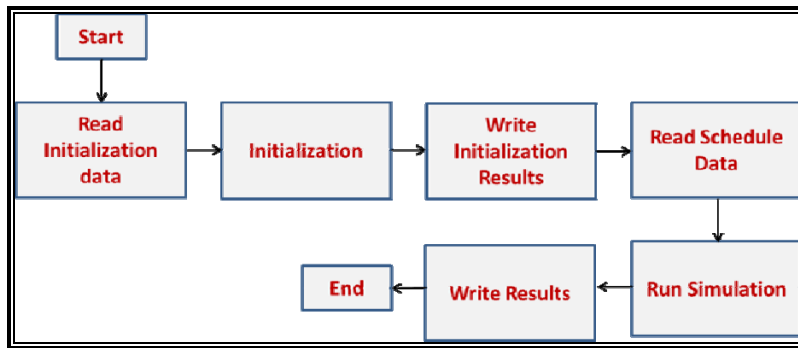 Start
Read
Initialization
data
Initialization
Write
Initialization
Results
Read Schedule
Data
End
Write Results
Run Simulation